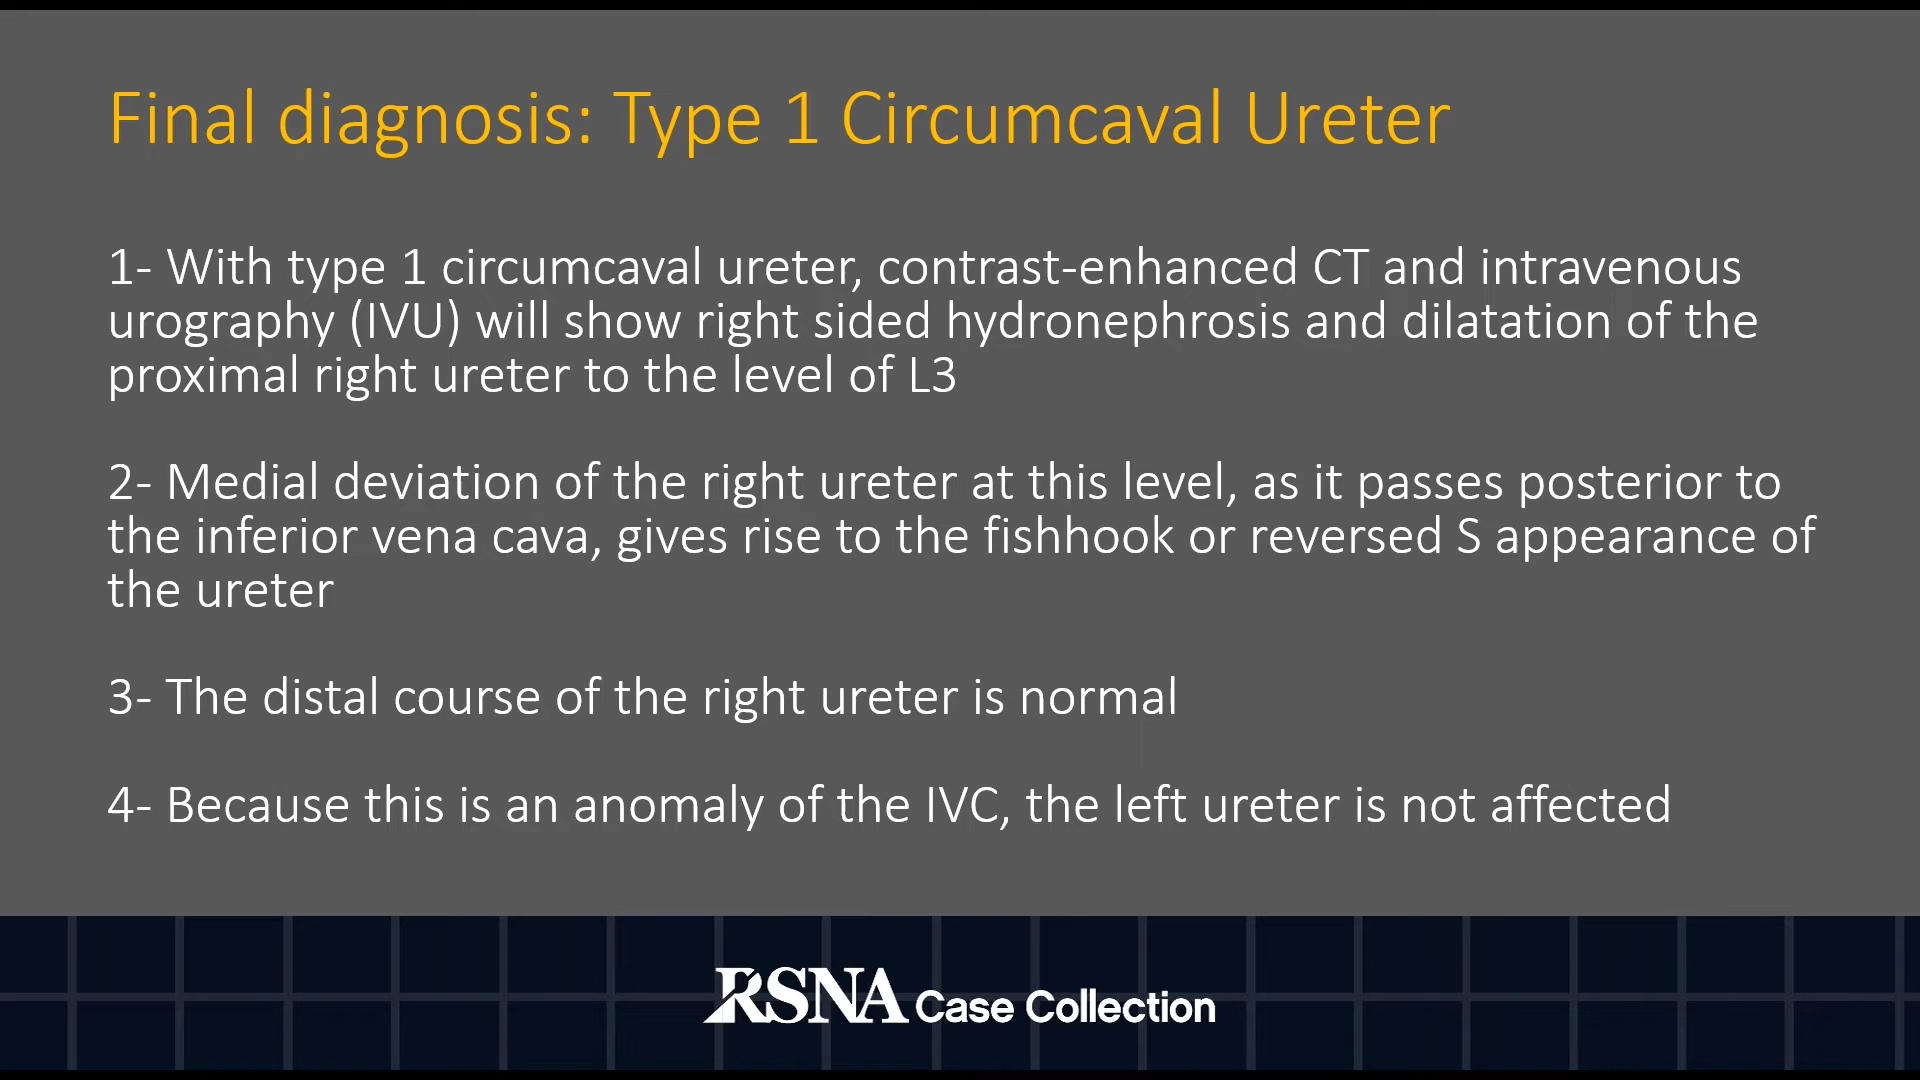 Final diagnosis: Type 1 Circumcaval Ureter
1- With type 1 circumcaval ureter, contrast-enhanced CT and intravenous
urography (IVU) will show right sided hydronephrosis and dilatation of the
proximal right ureter to the level of L3
2- Medial deviation of the right ureter at this level, as it passes posterior to
the inferior vena cava, gives rise to the fishhook or reversed S appearance of
the ureter
3- The distal course of the right ureter is normal
4- Because this is an anomaly of the IVC, the left ureter is not affected
RSNA Case Collection